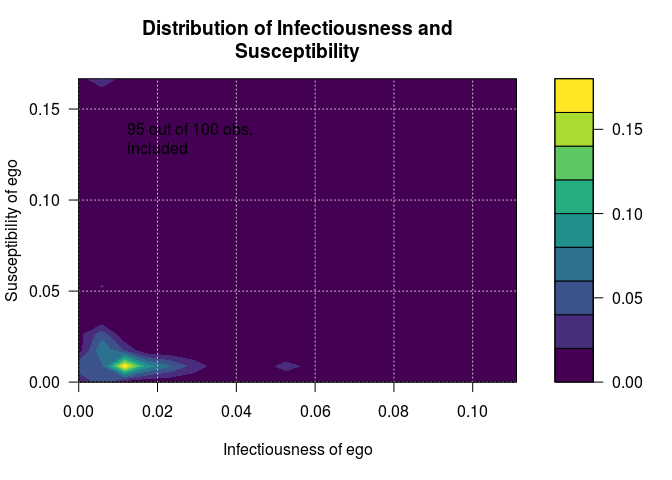 Distribution of Infectiousness and
Susceptibility
95 out of 100 obs.
included
Susceptibility of ego
0.15
0.10
0.05
0.00
0.00 0.02 0.04 0.06 0.08 0.10
Infectiousness of ego
0.15
0.10
0.05
0.00